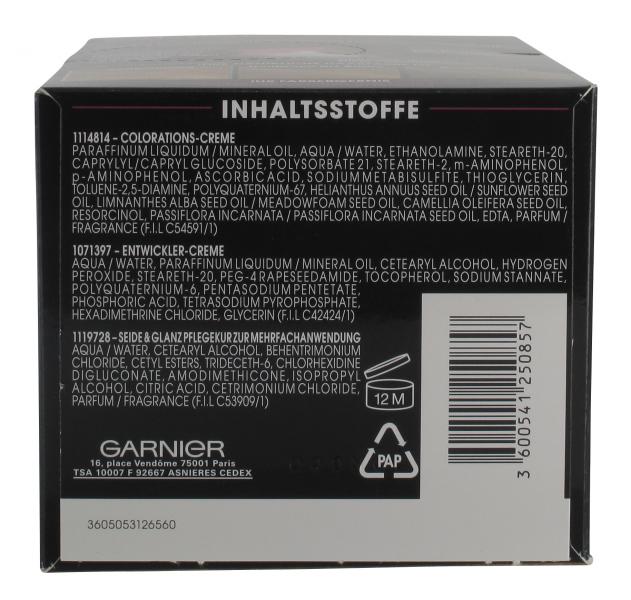 INHALTSSTOFFE
1114814 – COLORATIONS-CREME
PARAFFINUM LIQUIDUM / MINERAL OIL, AQUA / WATER, ETHANOLAMINE, STEARETH-20,
CAPRYLYL/CAPRYL GLUCOSIDE, POLYSORBATE 21, STEARETH-2, m-AMINOPHENOL,
p-AMINOPHENOL, ASCORBIC ACID, SODIUM METABISULFITE, THIOGLYCERIN,
TOLUENE-2,5-DIAMINE, POLYQUATERNIUM-67, HELIANTHUS ANNUUS SEED OIL / SUNFLOWER SEED
OIL, LIMNANTHES ALBA SEED OIL / MEADOWFOAM SEED OIL, CAMELLIA OLEIFERA SEED OIL,
RESORCINOL, PASSIFLORA INCARNATA / PASSIFLORA INCARNATA SEED OIL, EDTA, PARFUM /
FRAGRANCE (F.I.L C54591/1)
1071397 – ENTWICKLER-CREME
AQUA / WATER, PARAFFINUM LIQUIDUM / MINERAL OIL, CETEARYL ALCOHOL, HYDROGEN
PEROXIDE, STEARETH-20, PEG-4 RAPESEEDAMIDE, TOCOPHEROL, SODIUM STANNATE,
POLYQUATERNIUM-6, PENTASODIUM PENTETATE,
PHOSPHORIC ACID, TETRASODIUM PYROPHOSPHATE,
HEXADIMETHRINE CHLORIDE, GLYCERIN (F.I.L C42424/1)
1119728 – SEIDE & GLANZ PFLEGEKUR ZUR MEHRFACHANWENDUNG
AQUA / WATER, CETEARYL ALCOHOL, BEHENTRIMONIUM
CHLORIDE, CETYL ESTERS, TRIDECETH-6, CHLORHEXIDINE
DIGLUCONATE, AMODIMETHICONE, ISOPROPYL
ALCOHOL, CITRIC ACID, CETRIMONIUM CHLORIDE,
PARFUM / FRAGRANCE (F.I.L C53909/1)
12 M
PAP
GARNIER
16, place Vendôme 75001 Paris
TSA 10007 F 92667 ASNIERES CEDEX
3 600541 250857
3605053126560